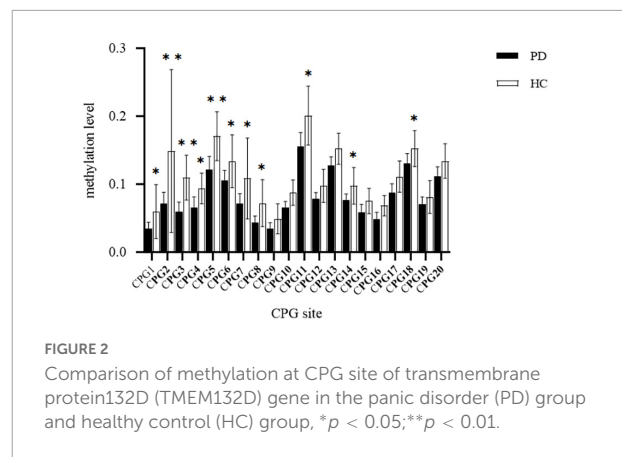 0.3
0.2
0.1
0.0
methylation level
* * * * * * * * * * * * * *
PD
HC
CPG1 CPG2 CPG3 CPG4 CPG5 CPG6 CPG7 CPG8 CPG9 CPG10 CPG11 CPG12 CPG13 CPG14 CPG15 CPG16 CPG17 CPG18 CPG19 CPG20
CPG site
FIGURE 2
Comparison of methylation at CPG site of transmembrane
protein132D (TMEM132D) gene in the panic disorder (PD) group
and healthy control (HC) group, *p < 0.05;**p < 0.01.